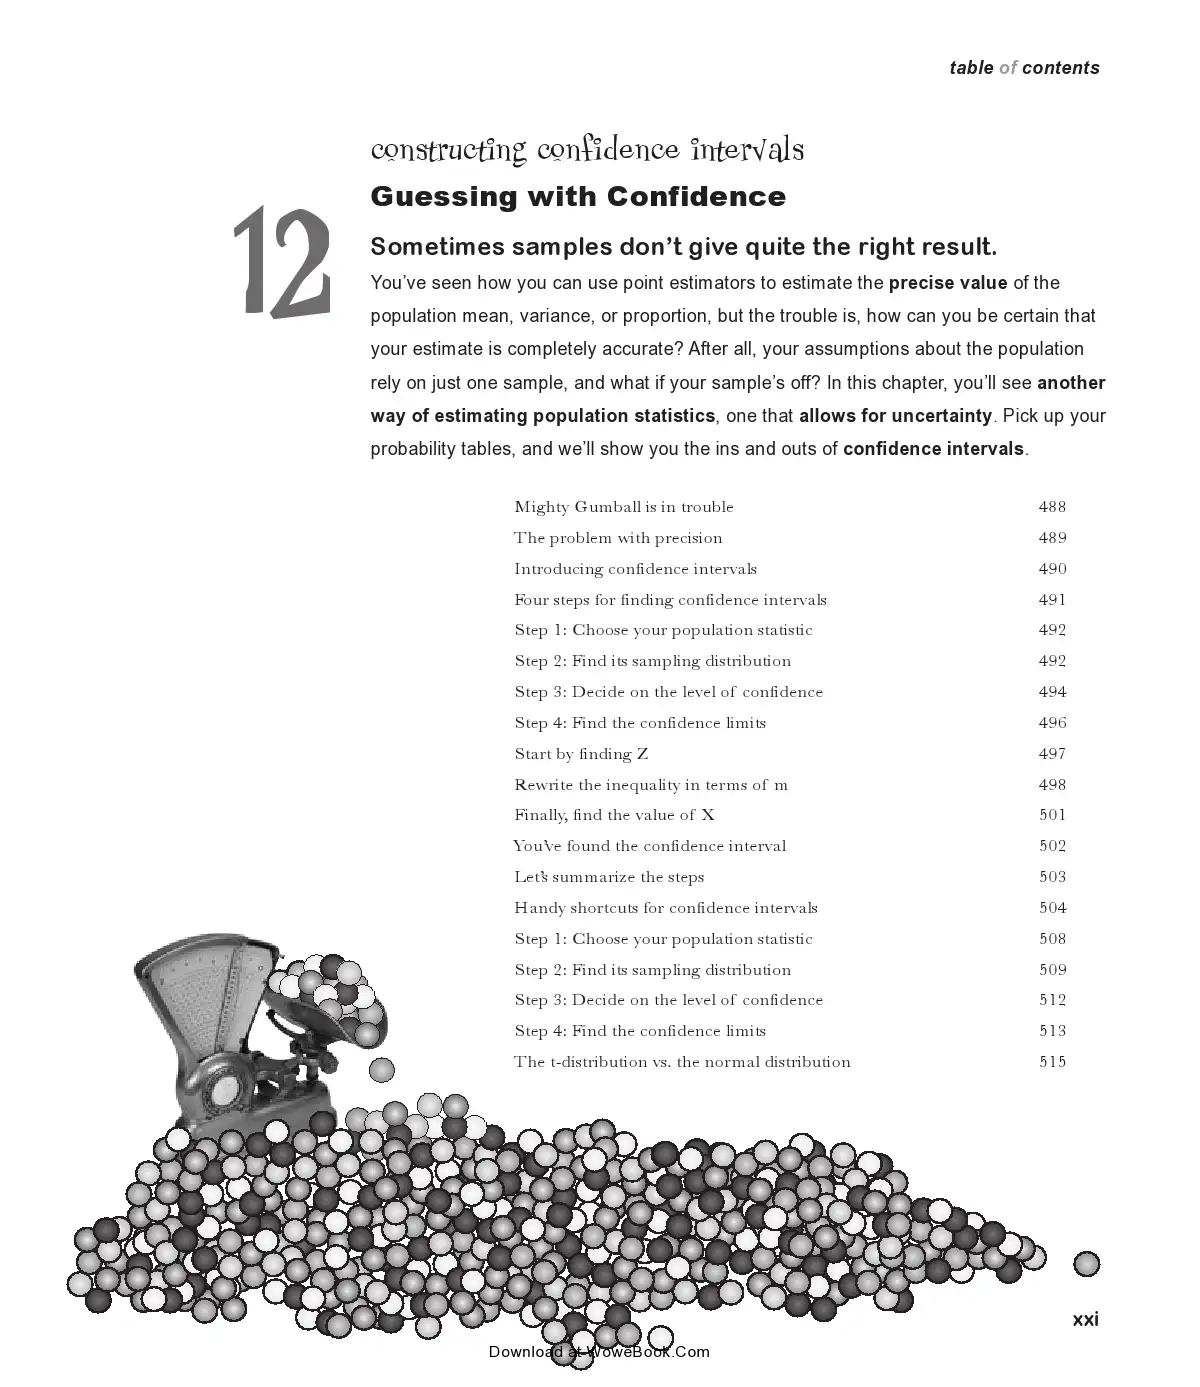 table of contents
constructing confidence intervals
Guessing with Confidence
12
Sometimes samples don’t give quite the right result.
You’ve seen how you can use point estimators to estimate the precise value of the
population mean, variance, or proportion, but the trouble is, how can you be certain that
your estimate is completely accurate? After all, your assumptions about the population
rely on just one sample, and what if your sample’s off? In this chapter, you’ll see another
way of estimating population statistics, one that allows for uncertainty. Pick up your
probability tables, and we’ll show you the ins and outs of confidence intervals.
Mighty Gumball is in trouble 488
The problem with precision 489
Introducing confidence intervals 490
Four steps for finding confidence intervals 491
Step 1: Choose your population statistic 492
Step 2: Find its sampling distribution 492
Step 3: Decide on the level of confidence 494
Step 4: Find the confidence limits 496
Start by finding Z 497
Rewrite the inequality in terms of m 498
Finally, find the value of X 501
You’ve found the confidence interval 502
Let’s summarize the steps 503
Handy shortcuts for confidence intervals 504
Step 1: Choose your population statistic 508
Step 2: Find its sampling distribution 509
Step 3: Decide on the level of confidence 512
Step 4: Find the confidence limits 513
The t-distribution vs. the normal distribution 515
xxi
Download at WoweBook.Com